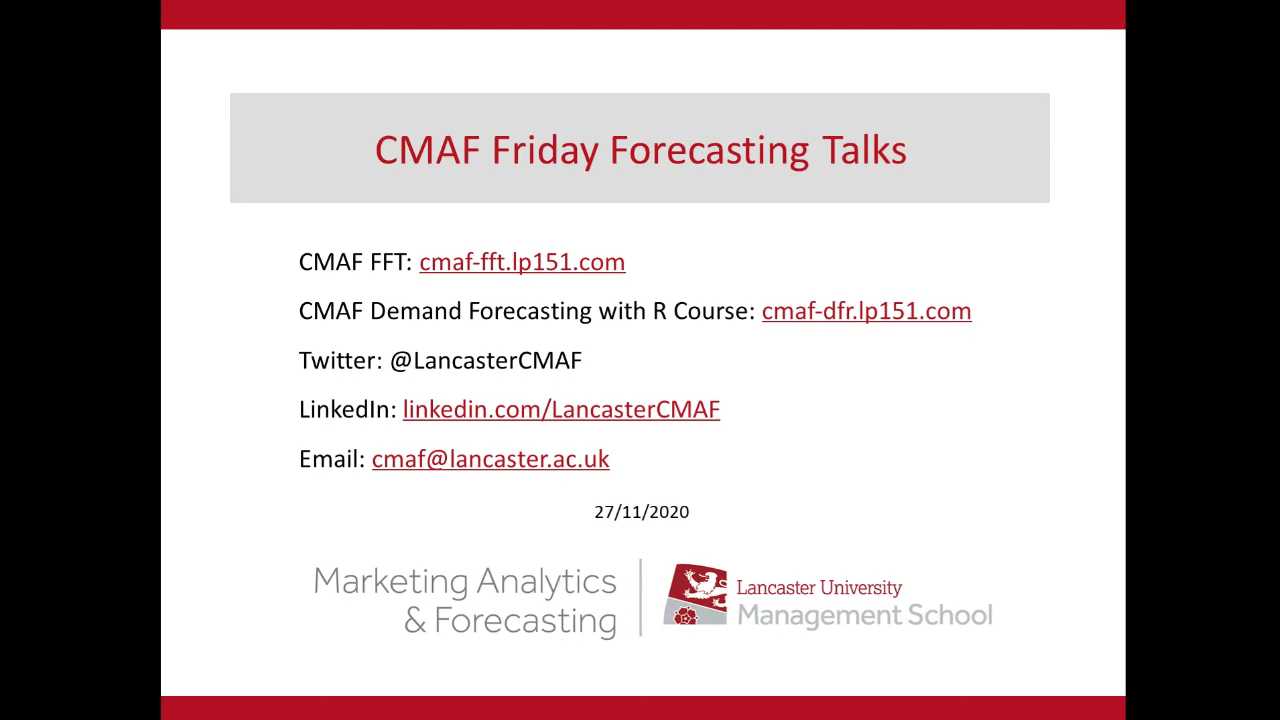 CMAF Friday Forecasting Talks
CMAF FFT: cmaf-fft.lp151.com
CMAF Demand Forecasting with R Course: cmaf-dfr.lp151.com
Twitter: @LancasterCMAF
LinkedIn: linkedin.com/LancasterCMAF
Email: cmaf@lancaster.ac.uk
27/11/2020
Marketing Analytics
& Forecasting
Lancaster University
Management School